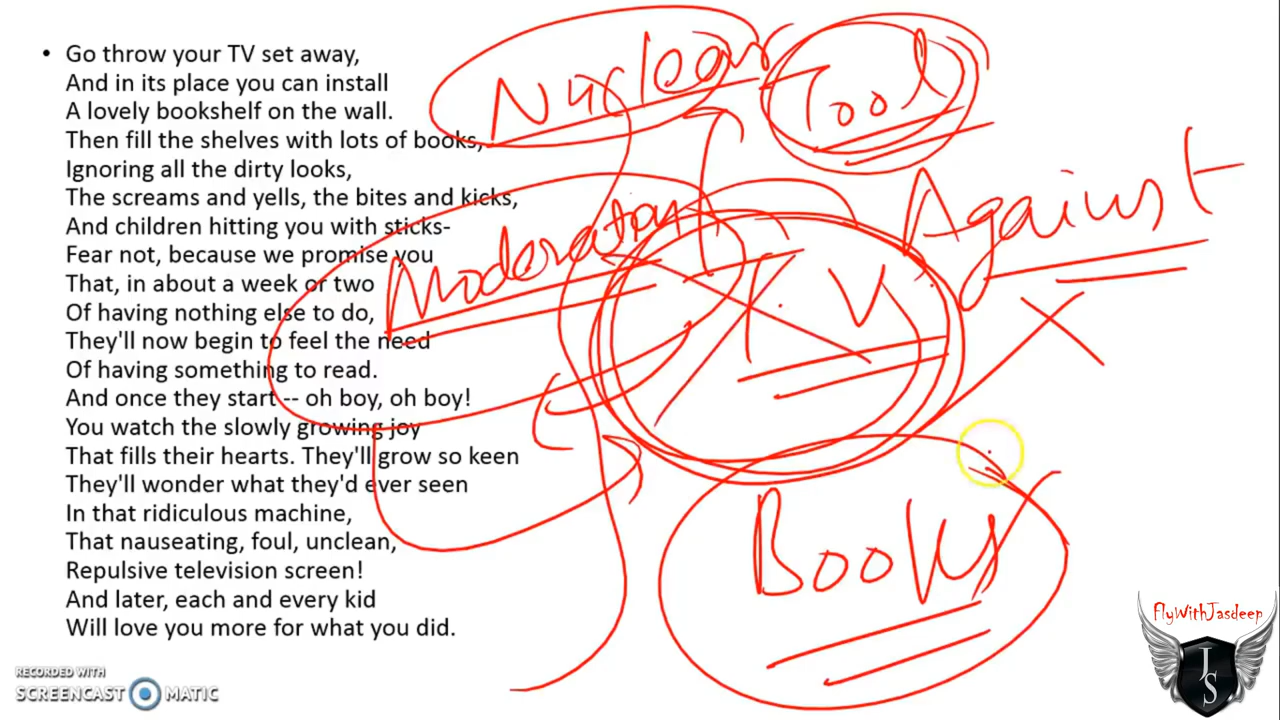 • Go throw your TV set away,
And in its place you can install
A lovely bookshelf on the wall.
Then fill the shelves with lots of books,
Ignoring all the dirty looks,
The screams and yells, the bites and kicks,
And children hitting you with sticks-
Fear not, because we promise you
That, in about a week or two
Of having nothing else to do,
They'll now begin to feel the need
Of having something to read.
And once they start -- oh boy, oh boy!
You watch the slowly growing joy
That fills their hearts. They'll grow so keen
They'll wonder what they'd ever seen
In that ridiculous machine,
That nauseating, foul, unclean,
Repulsive television screen!
And later, each and every kid
Will love you more for what you did.
Nuclear Tool
Moderation
Against
T.V
Books
RECORDED WITH
SCREENCAST MATIC
FlyWithJasdeep
JS